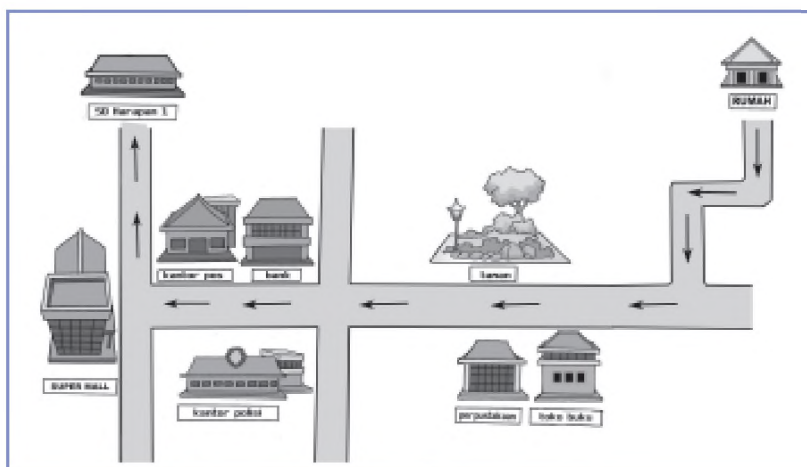 SD Harapan 1
RUMAH
kantor pos
bank
taman
SUPER MALL
kantor polisi
perpustakaan
toko buku